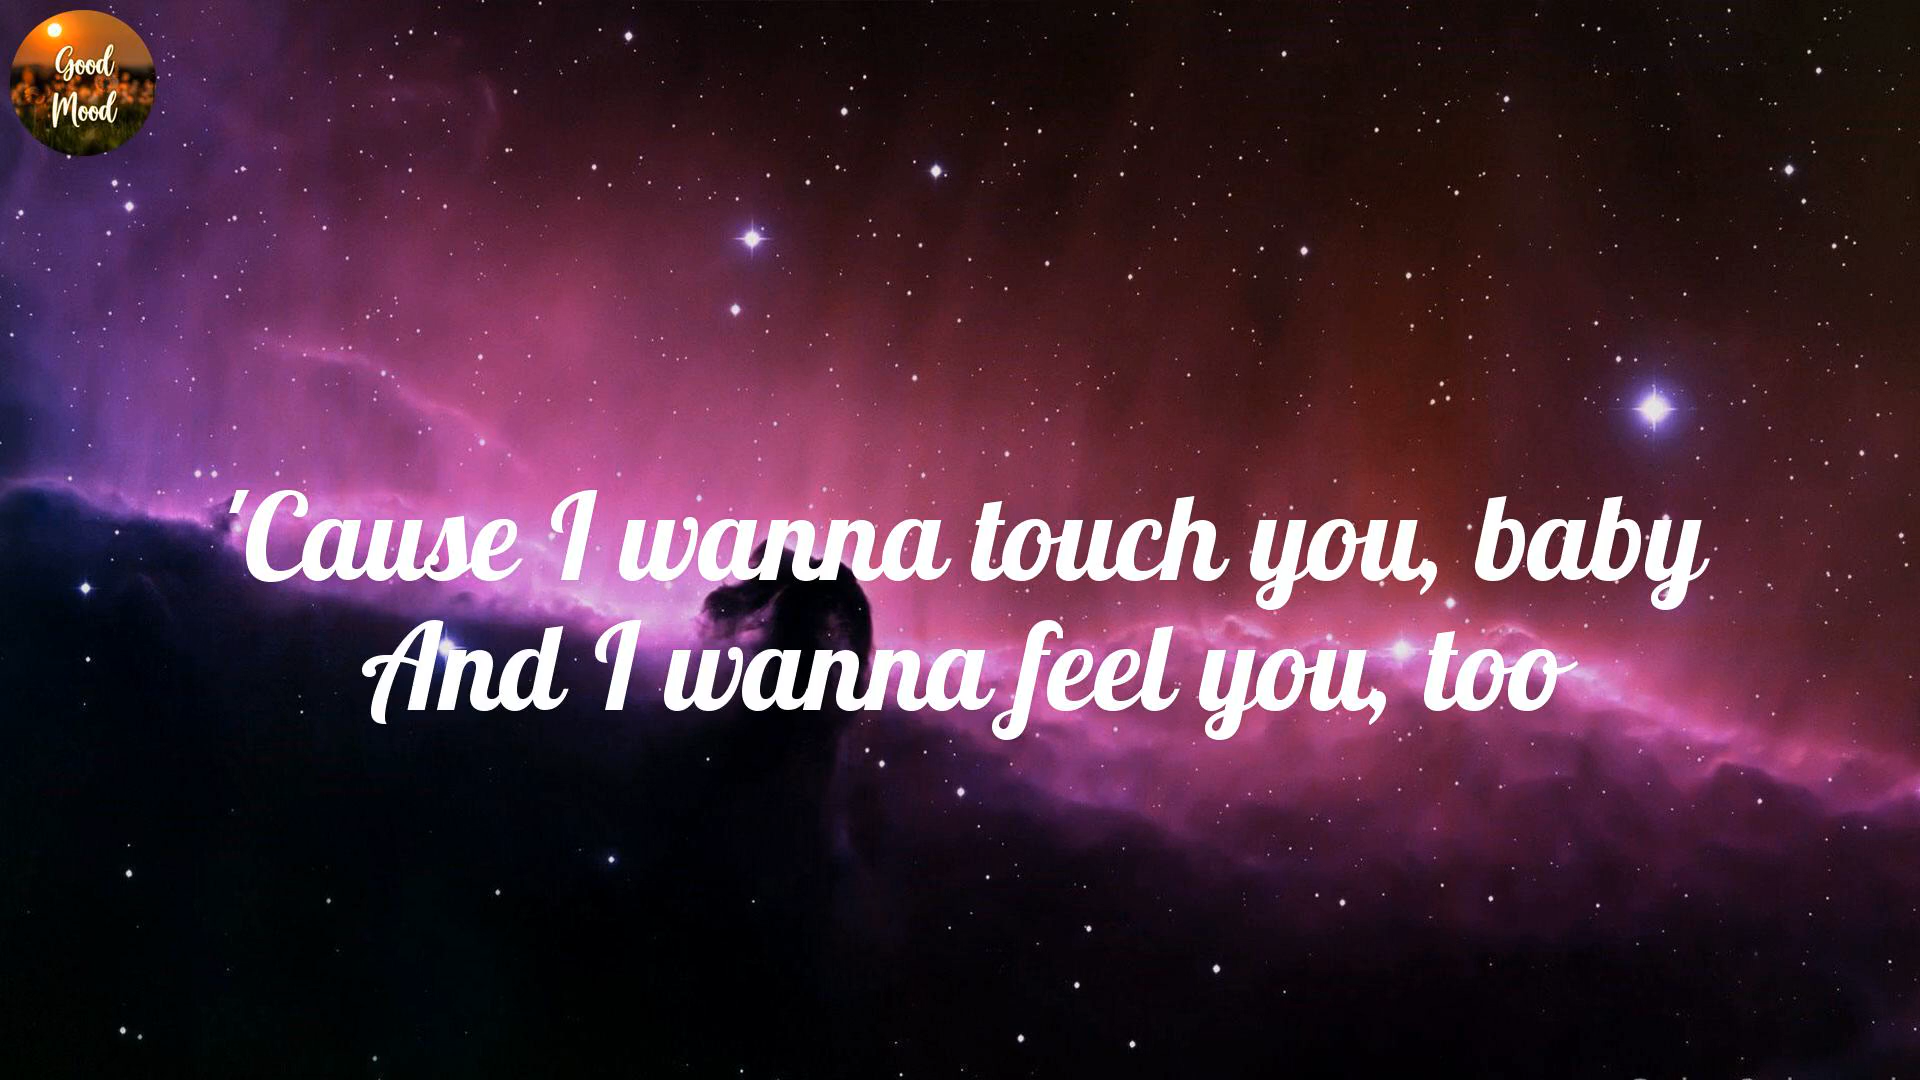 Good
Mood
'Cause I wanna touch you, baby
And I wanna feel you, too